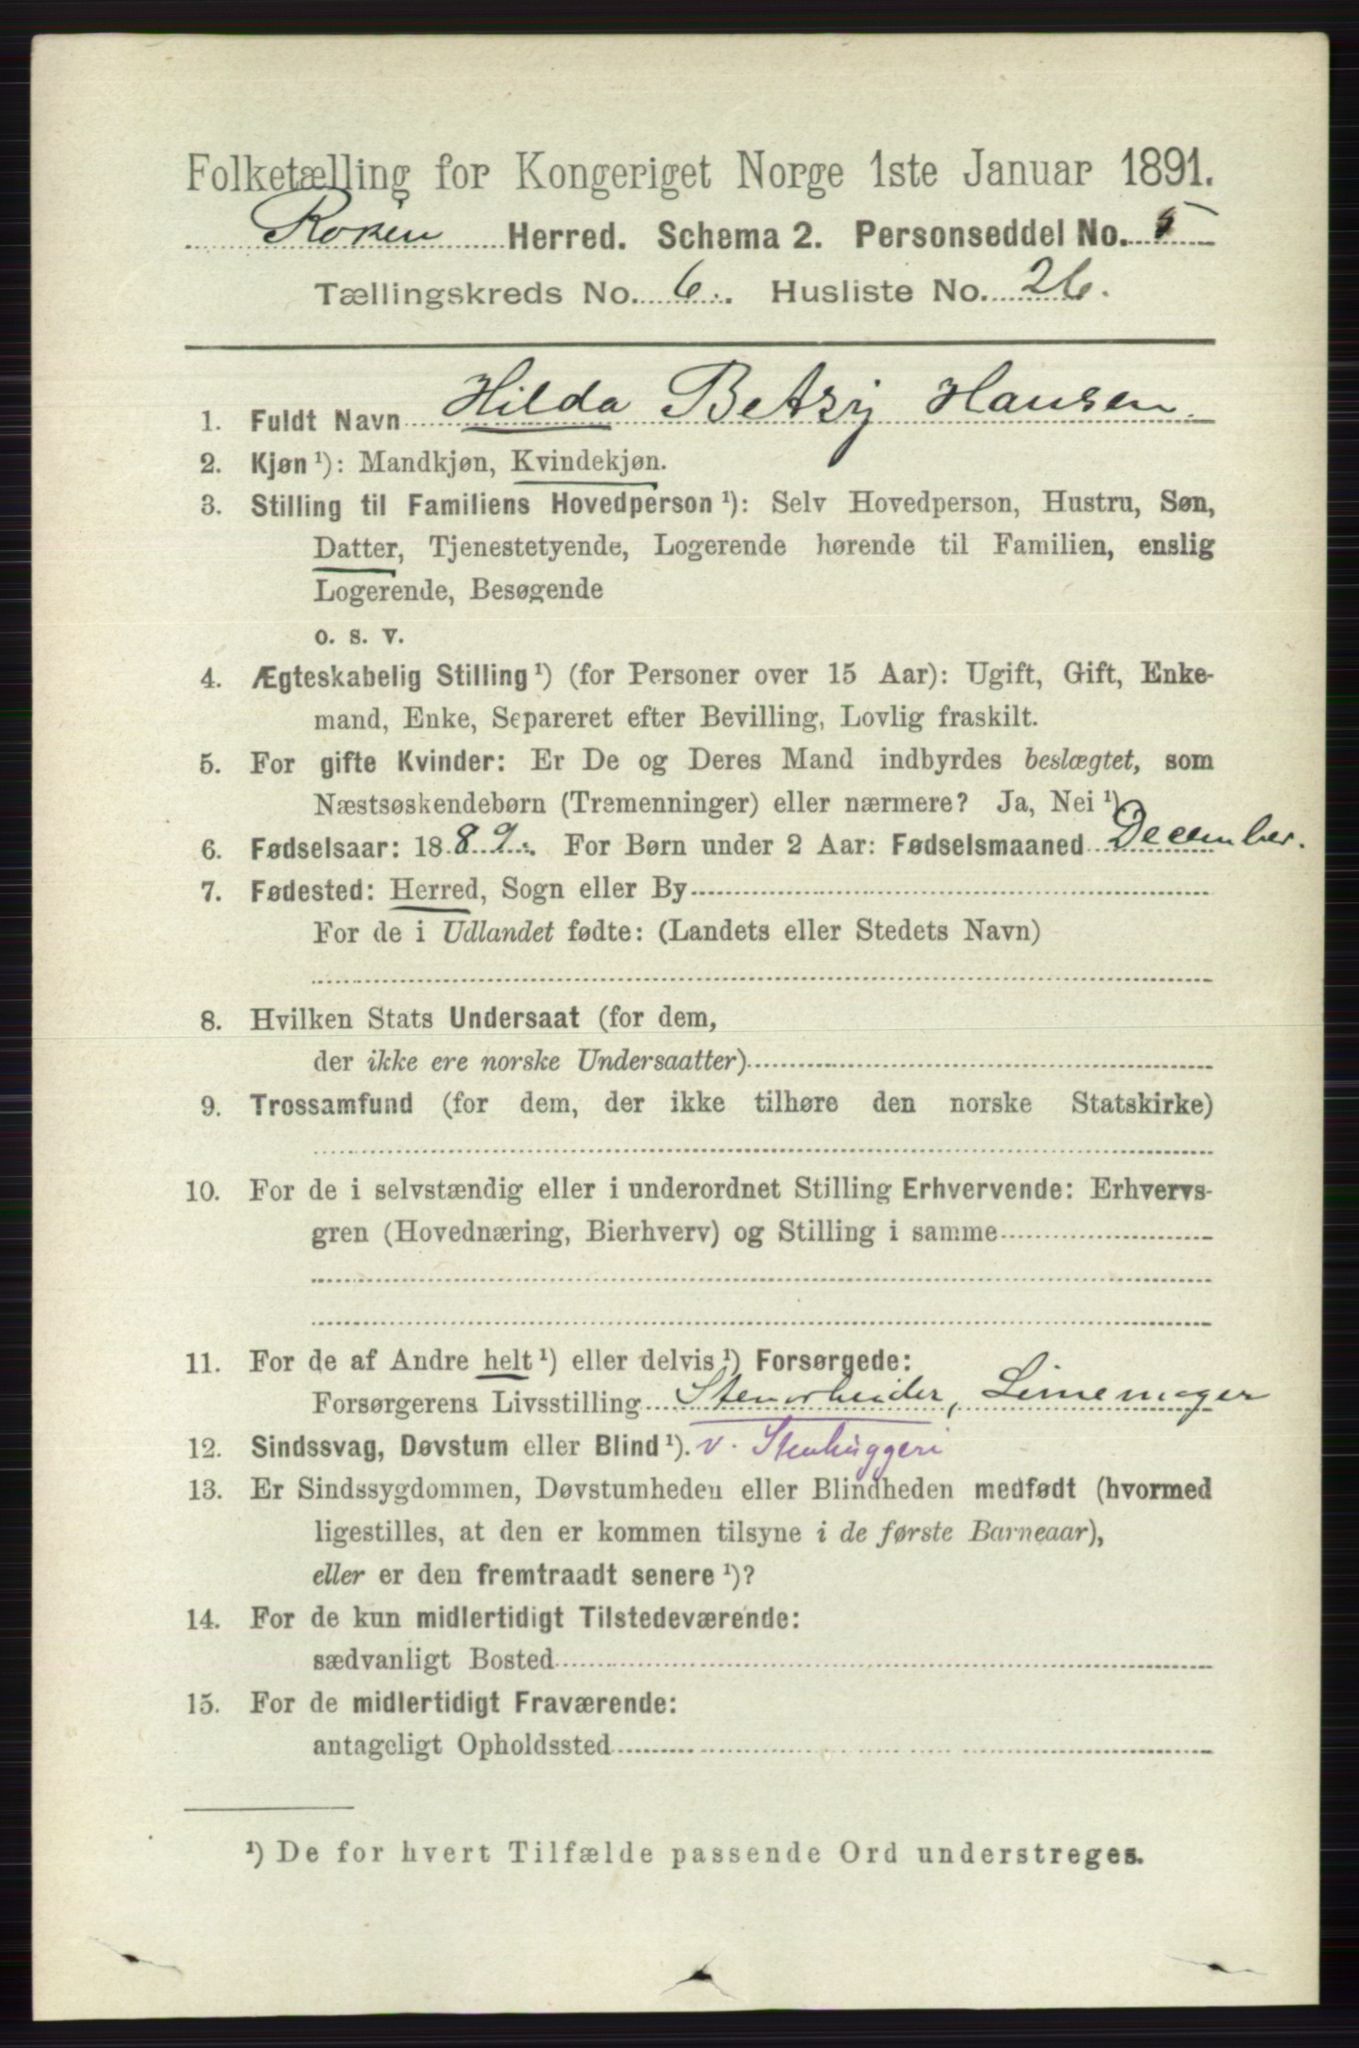 Folketælling for Kongeriget Norge 1ste Januar 1891.
Røken Herred. Schema 2. Personseddel No. 5
Tællingskreds No. 6. Husliste No. 26.
1. Fuldt Navn Hilda Betzy Hansen.
2. Kjøn ¹): Mandkjøn, Kvindekjøn.
3. Stilling til Familiens Hovedperson ¹): Selv Hovedperson, Hustru, Søn,
Datter, Tjenestetyende, Logerende hørende til Familien, enslig
Logerende, Besøgende
o. s. v.
4. Ægteskabelig Stilling ¹) (for Personer over 15 Aar): Ugift, Gift, Enke-
mand, Enke, Separeret efter Bevilling, Lovlig fraskilt.
5. For gifte Kvinder: Er De og Deres Mand indbyrdes beslægtet, som
Næstsøskendebørn (Tremenninger) eller nærmere? Ja, Nei ¹)
6. Fødselsaar: 1889. For Børn under 2 Aar: Fødselsmaaned December.
7. Fødested: Herred, Sogn eller By
For de i Udlandet fødte: (Landets eller Stedets Navn)
8. Hvilken Stats Undersaat (for dem,
der ikke ere norske Undersaatter)
9. Trossamfund (for dem, der ikke tilhøre den norske Statskirke)
10. For de i selvstændig eller i underordnet Stilling Erhvervende: Erhvervs-
gren (Hovednæring, Bierhverv) og Stilling i samme
11. For de af Andre helt ¹) eller delvis ¹) Forsørgede:
Forsørgerens Livsstilling Stenarbeider, Linemager
12. Sindssvag, Døvstum eller Blind ¹). v. Stenhuggeri
13. Er Sindssygdommen, Døvstumheden eller Blindheden medfødt (hvormed
ligestilles, at den er kommen tilsyne i de første Barneaar),
eller er den fremtraadt senere ¹)?
14. For de kun midlertidigt Tilstedeværende:
sædvanligt Bosted
15. For de midlertidigt Fraværende:
antageligt Opholdssted
¹) De for hvert Tilfælde passende Ord understreges.